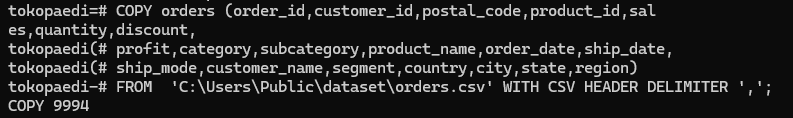 tokopaedi=# COPY orders (order_id,customer_id,postal_code,product_id,sal
es,quantity,discount,
tokopaedi(# profit,category,subcategory,product_name,order_date,ship_date,
tokopaedi(# ship_mode,customer_name,segment,country,city,state,region)
tokopaedi-# FROM  'C:\Users\Public\dataset\orders.csv' WITH CSV HEADER DELIMITER ',';
COPY 9994